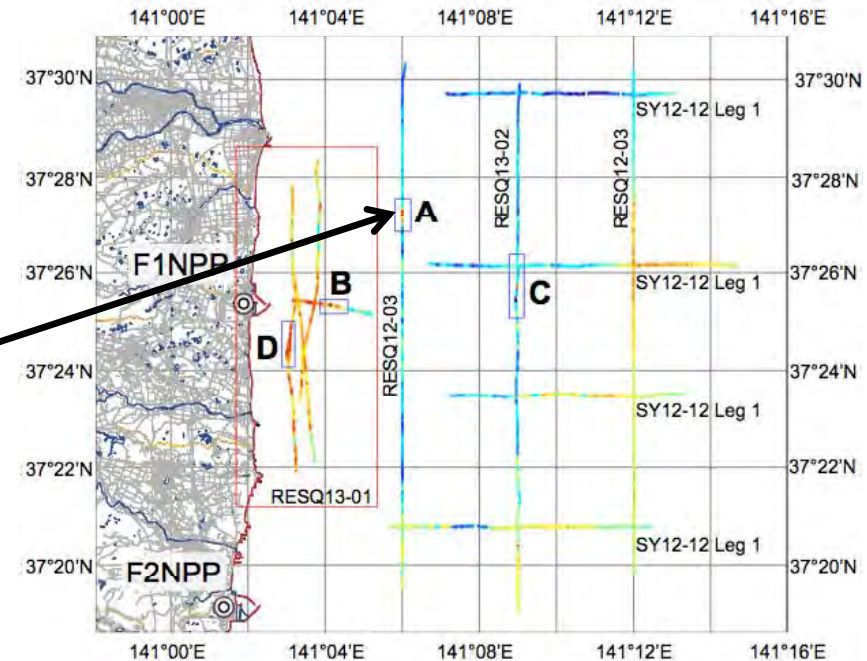 141°00'E 141°04'E 141°08'E 141°12'E 141°16'E
37°30'N 37°30'N
SY12-12 Leg 1
RESQ13-02
RESQ12-03
37°28'N 37°28'N
A
F1NPP
37°26'N 37°26'N
SY12-12 Leg 1
B
C
D
RESQ12-03
37°24'N 37°24'N
SY12-12 Leg 1
37°22'N 37°22'N
RESQ13-01
SY12-12 Leg 1
37°20'N 37°20'N
F2NPP
141°00'E 141°04'E 141°08'E 141°12'E 141°16'E